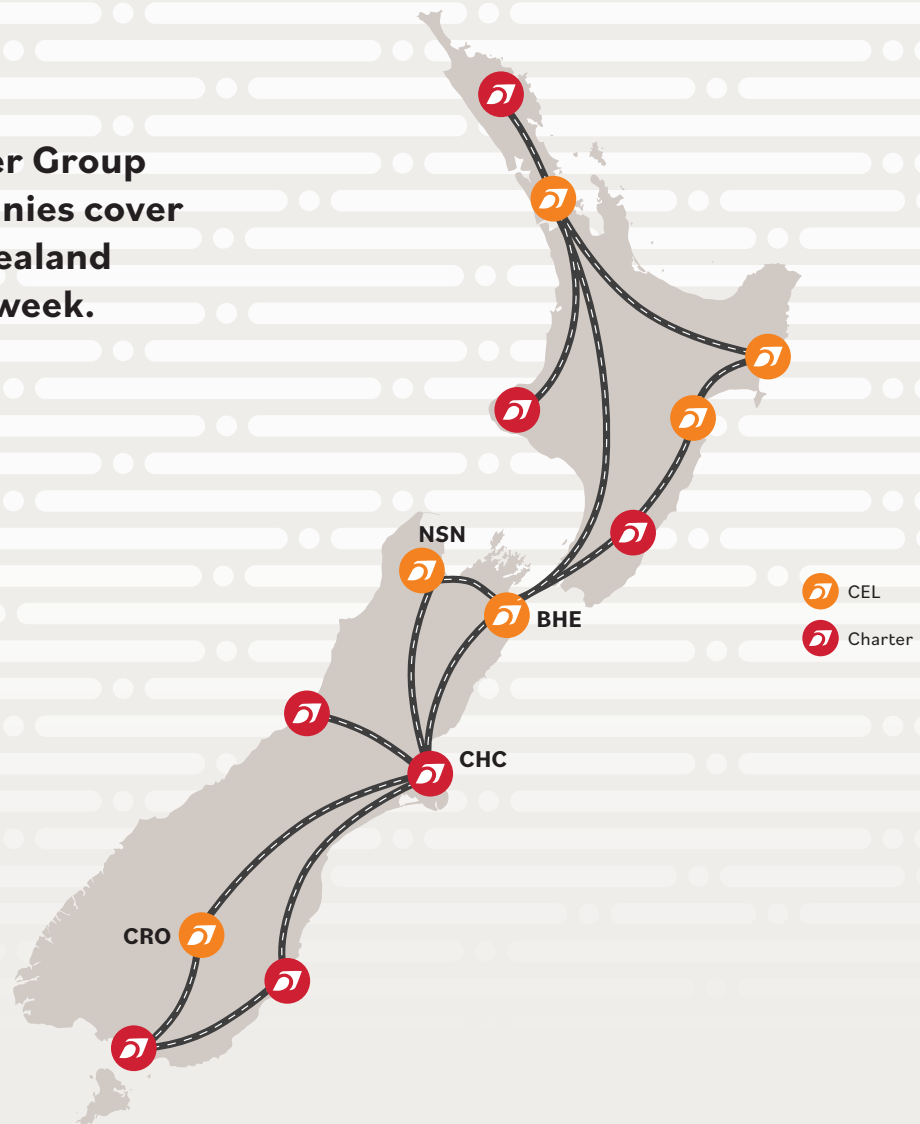 er Group
nies cover
ealand
week.
NSN
BHE
CEL
Charter
CHC
CRO